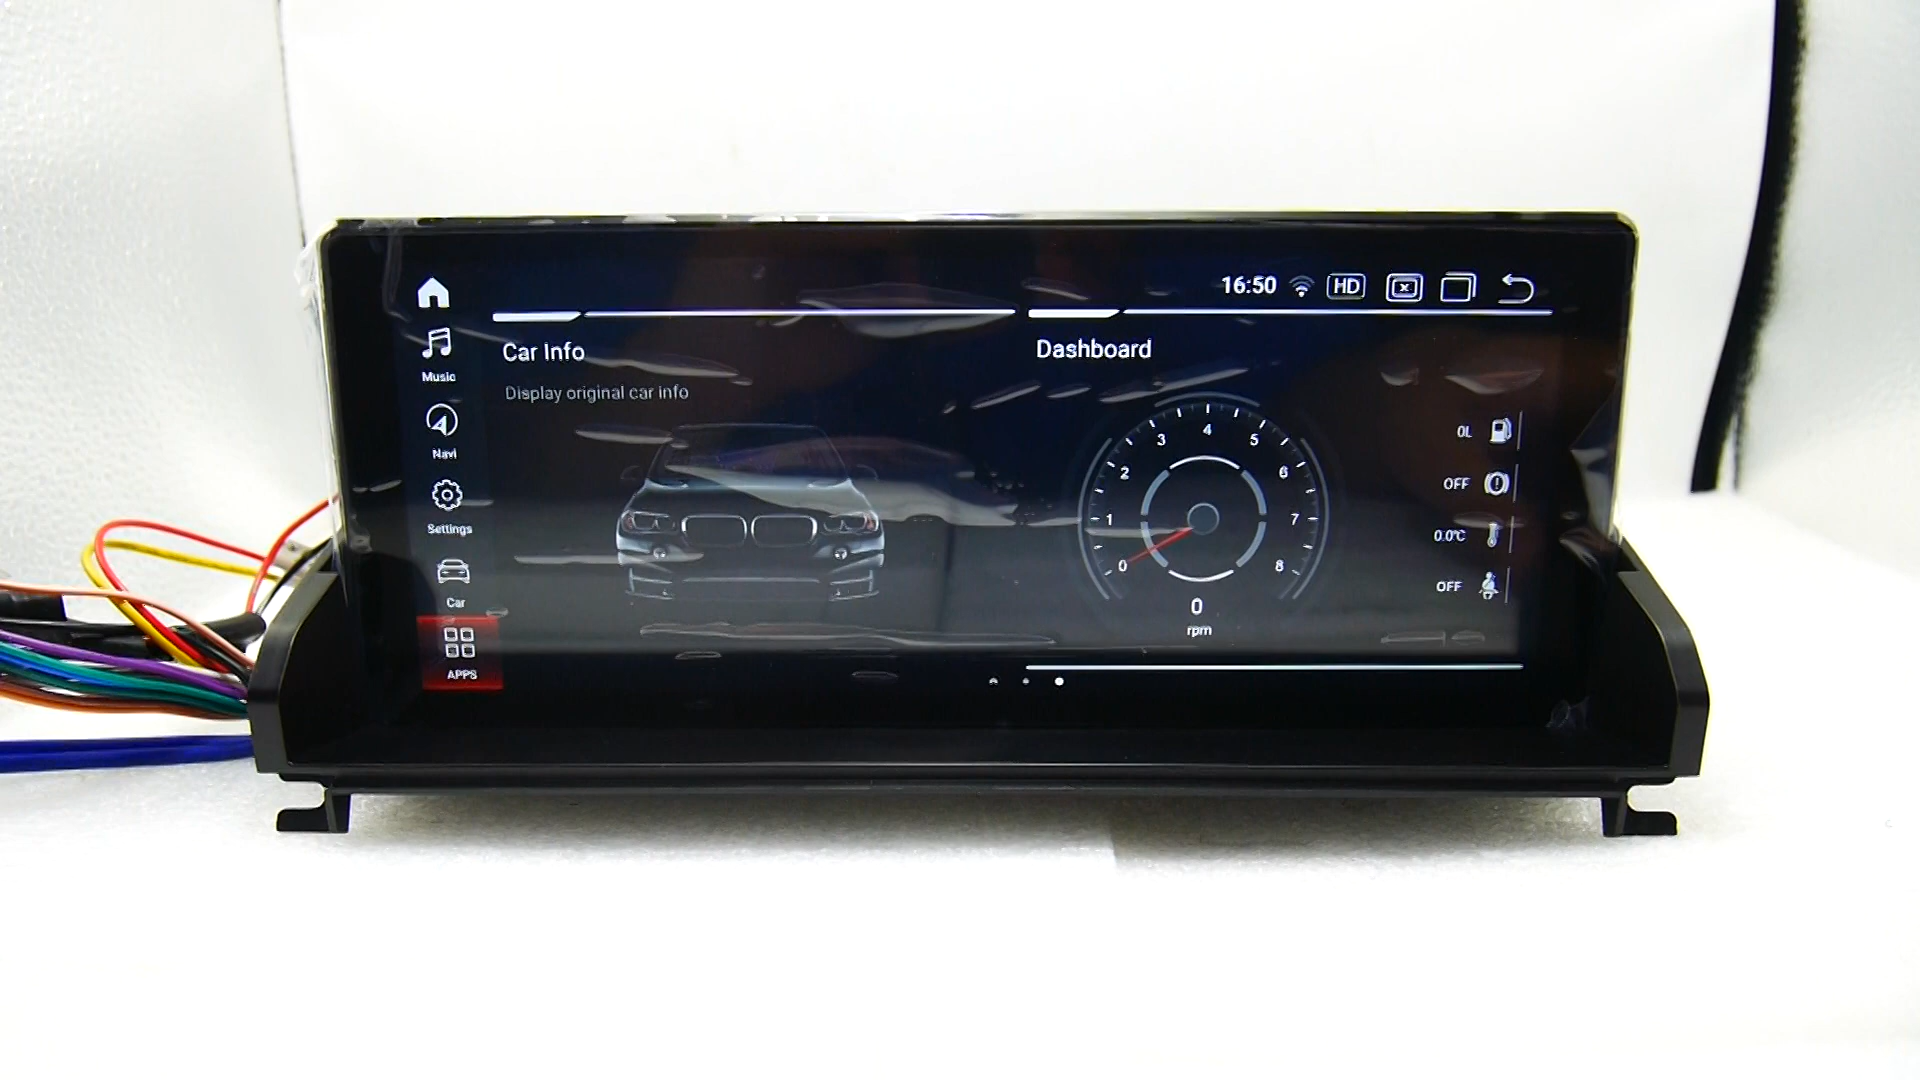 16:50 HD
Music
Navi
Settings
Car
APPS
Car Info
Display original car info
Dashboard
0 1 2 3 4 5 6 7 8
0
rpm
0L
OFF
0.0°C
OFF